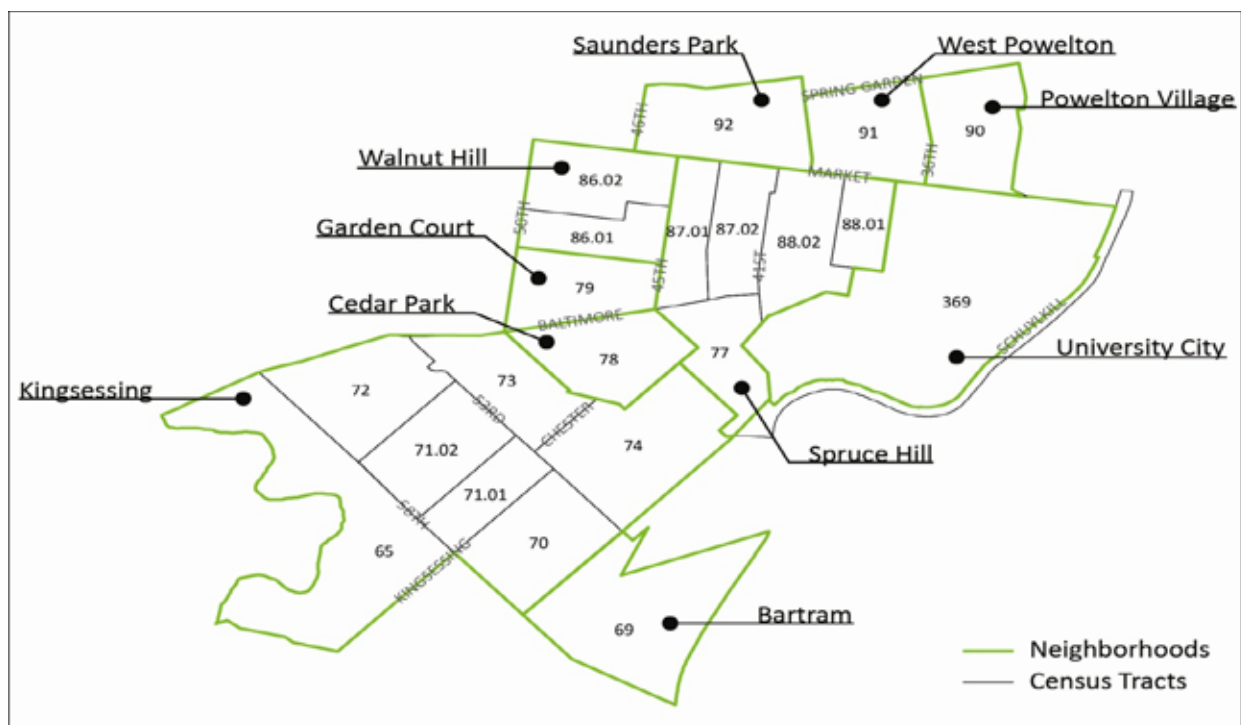 Saunders Park
West Powelton
SPRING GARDEN
Powelton Village
46TH
92
91
90
36TH
Walnut Hill
MARKET
86.02
50TH
86.01
87.01
87.02
88.02
88.01
Garden Court
45TH
41ST
79
369
SCHUYLKILL
Cedar Park
BALTIMORE
78
77
University City
Kingsessing
72
73
53RD
CHESTER
74
Spruce Hill
71.02
71.01
58TH
65
70
KINGSESSING
69
Bartram
Neighborhoods
Census Tracts